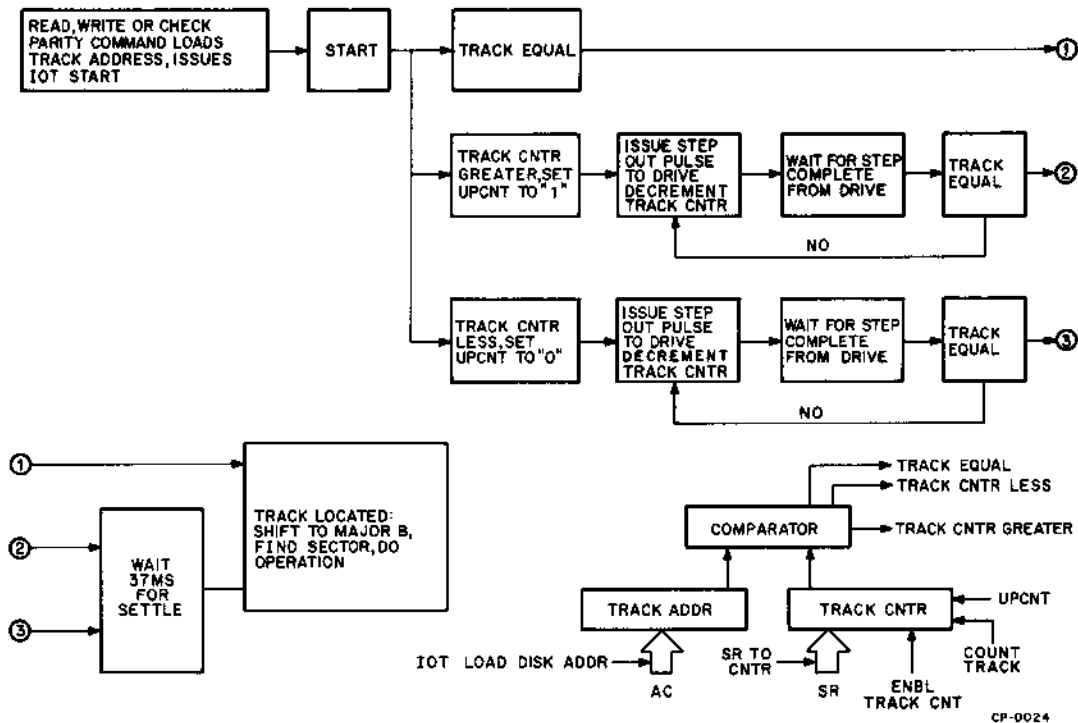 READ,WRITE OR CHECK
PARITY COMMAND LOADS
TRACK ADDRESS,ISSUES
IOT START
START
TRACK EQUAL
1
TRACK CNTR
GREATER,SET
UPCNT TO "1"
ISSUE STEP
OUT PULSE
TO DRIVE
DECREMENT
TRACK CNTR
WAIT FOR STEP
COMPLETE
FROM DRIVE
TRACK
EQUAL
2
NO
TRACK CNTR
LESS,SET
UPCNT TO "0"
ISSUE STEP
OUT PULSE
TO DRIVE
DECREMENT
TRACK CNTR
WAIT FOR STEP
COMPLETE
FROM DRIVE
TRACK
EQUAL
3
NO
1
2
3
WAIT
37MS
FOR
SETTLE
TRACK LOCATED:
SHIFT TO MAJOR B,
FIND SECTOR,DO
OPERATION
TRACK EQUAL
TRACK CNTR LESS
COMPARATOR
TRACK CNTR GREATER
TRACK ADDR
TRACK CNTR
UPCNT
COUNT
TRACK
IOT LOAD DISK ADDR
AC
SR TO
CNTR
SR
ENBL
TRACK CNT
CP-0024